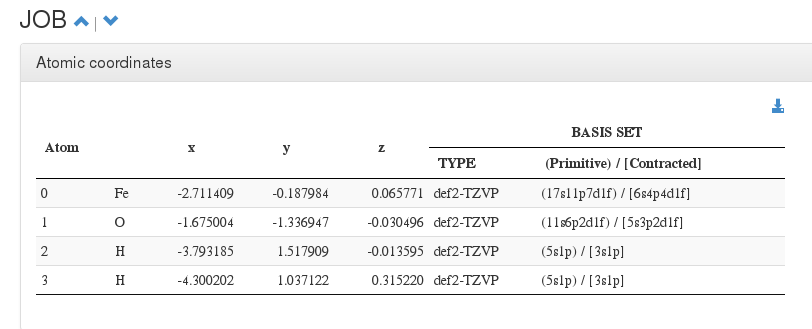 JOB |
Atomic coordinates
BASIS SET
Atom x y z
TYPE (Primitive) / [Contracted]
0 Fe -2.711409 -0.187984 0.065771 def2-TZVP (17s11p7d1f) / [6s4p4d1f]
1 O -1.675004 -1.336947 -0.030496 def2-TZVP (11s6p2d1f) / [5s3p2d1f]
2 H -3.793185 1.517909 -0.013595 def2-TZVP (5s1p) / [3s1p]
3 H -4.300202 1.037122 0.315220 def2-TZVP (5s1p) / [3s1p]